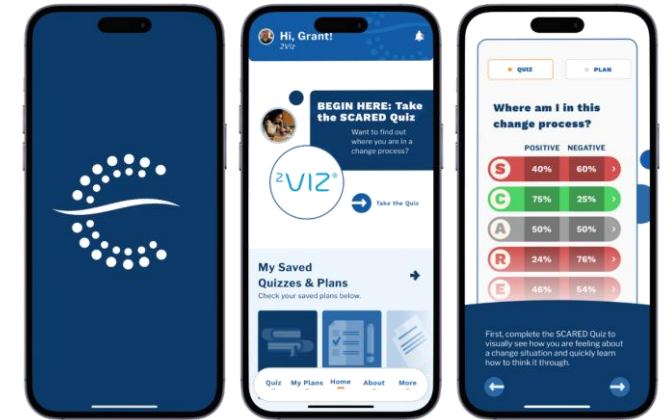 Hi, Grant!
2Viz
BEGIN HERE: Take
the SCARED Quiz
Want to find out
where you are in a
change process?
²VIZ®
Take the Quiz
My Saved
Quizzes & Plans
Check your saved plans below.
Quiz My Plans Home About More
QUIZ PLAN
Where am I in this
change process?
POSITIVE NEGATIVE
S 40% 60%
C 75% 25%
A 50% 50%
R 24% 76%
E 46% 54%
First, complete the SCARED Quiz to
visually see how you are feeling about
a change situation and quickly learn
how to think it through.